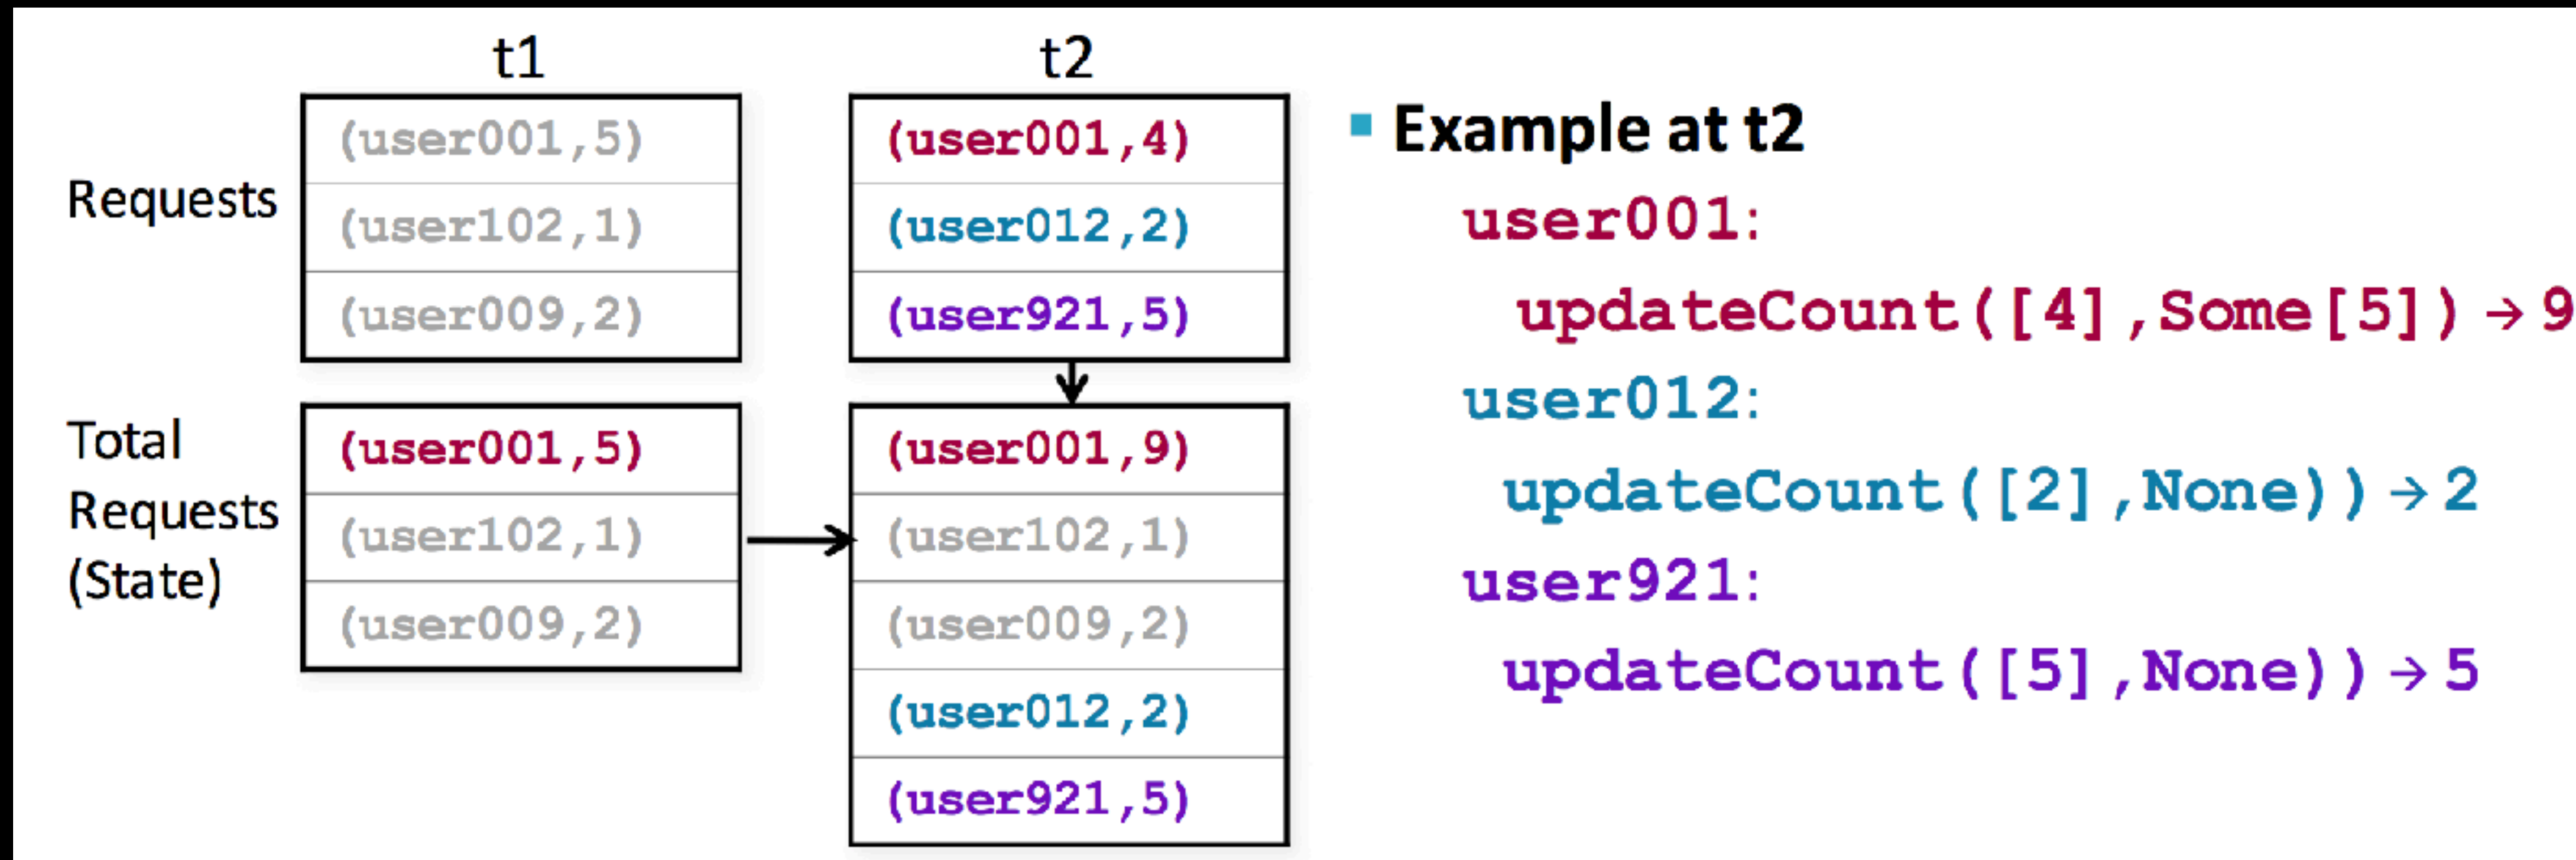 t1
t2
Requests
(user001,5)
(user102,1)
(user009,2)
(user001,4)
(user012,2)
(user921,5)
Total
Requests
(State)
(user001,5)
(user102,1)
(user009,2)
(user001,9)
(user102,1)
(user009,2)
(user012,2)
(user921,5)
▪ Example at t2
user001:
updateCount([4],Some[5]) → 9
user012:
updateCount([2],None)) → 2
user921:
updateCount([5],None)) → 5